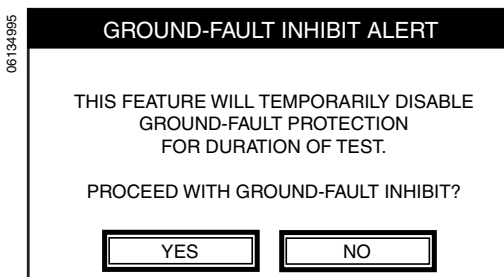 06134995
GROUND-FAULT INHIBIT ALERT
THIS FEATURE WILL TEMPORARILY DISABLE
GROUND-FAULT PROTECTION
FOR DURATION OF TEST.
PROCEED WITH GROUND-FAULT INHIBIT?
YES
NO